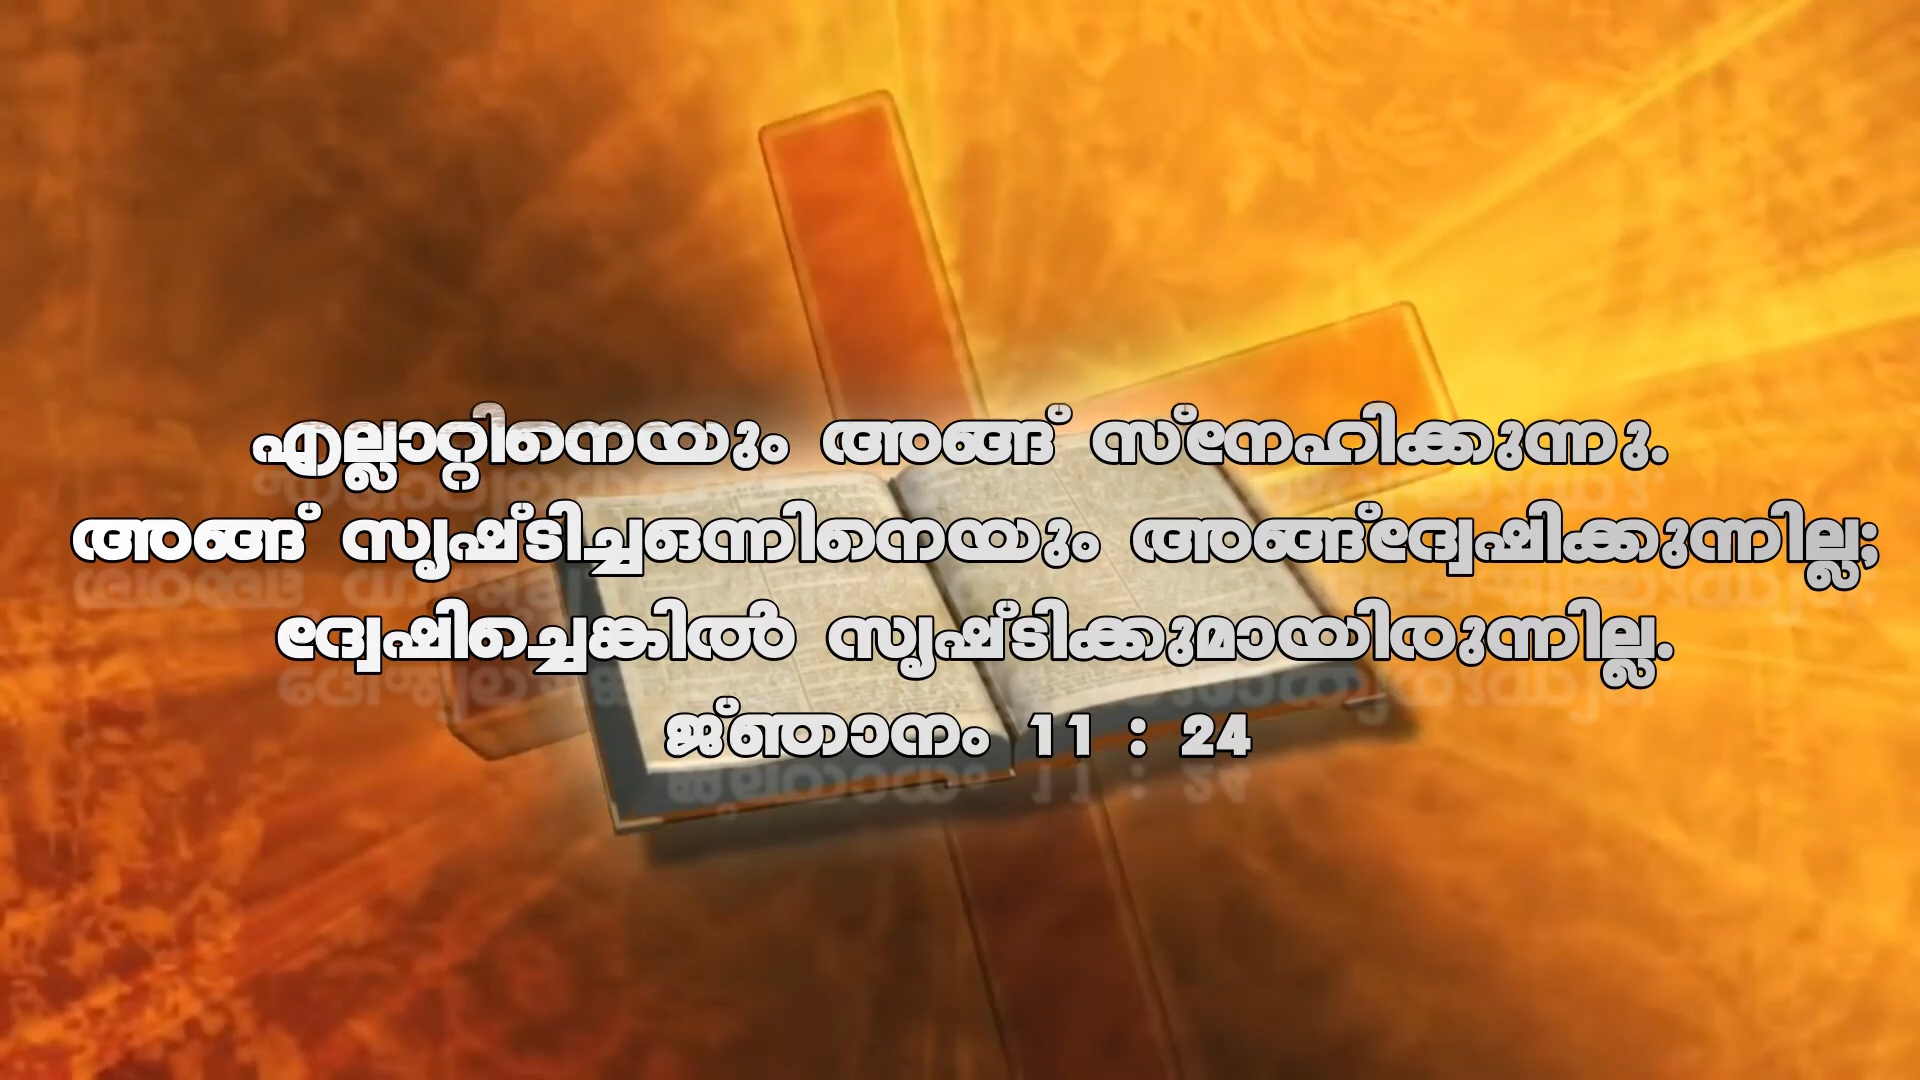 എല്ലാറ്റിനെയും അങ്ങ് സ്നേഹിക്കുന്നു.
അങ്ങ് സൃഷ്ടിച്ചഒന്നിനെയും അങ്ങ്ദ്വേഷിക്കുന്നില്ല;
ദ്വേഷിച്ചെങ്കിൽ സൃഷ്ടിക്കുമായിരുന്നില്ല.
ജ്ഞാനം 11 : 24